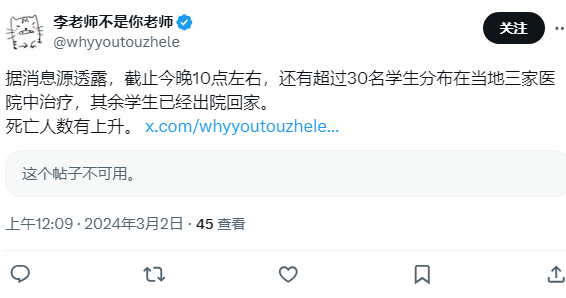 李老师不是你老师
@whyyoutouzhele
关注
据消息源透露，截止今晚10点左右，还有超过30名学生分布在当地三家医
院中治疗，其余学生已经出院回家。
死亡人数有上升。 x.com/whyyoutouzhele...
这个帖子不可用。
上午12:09 · 2024年3月2日 · 45 查看